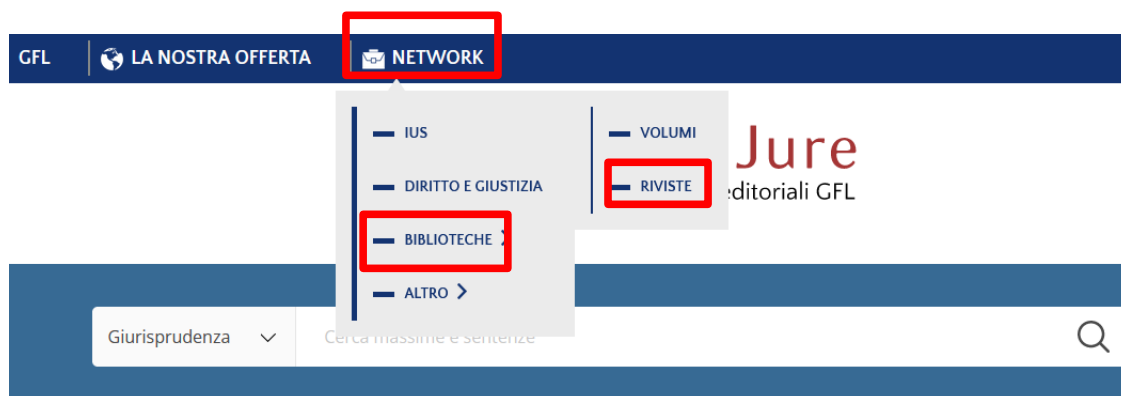 GFL LA NOSTRA OFFERTA NETWORK
IUS
DIRITTO E GIUSTIZIA
BIBLIOTECHE
ALTRO
VOLUMI
RIVISTE
Jure
editoriali GFL
Giurisprudenza
Cerca massime e sentenze